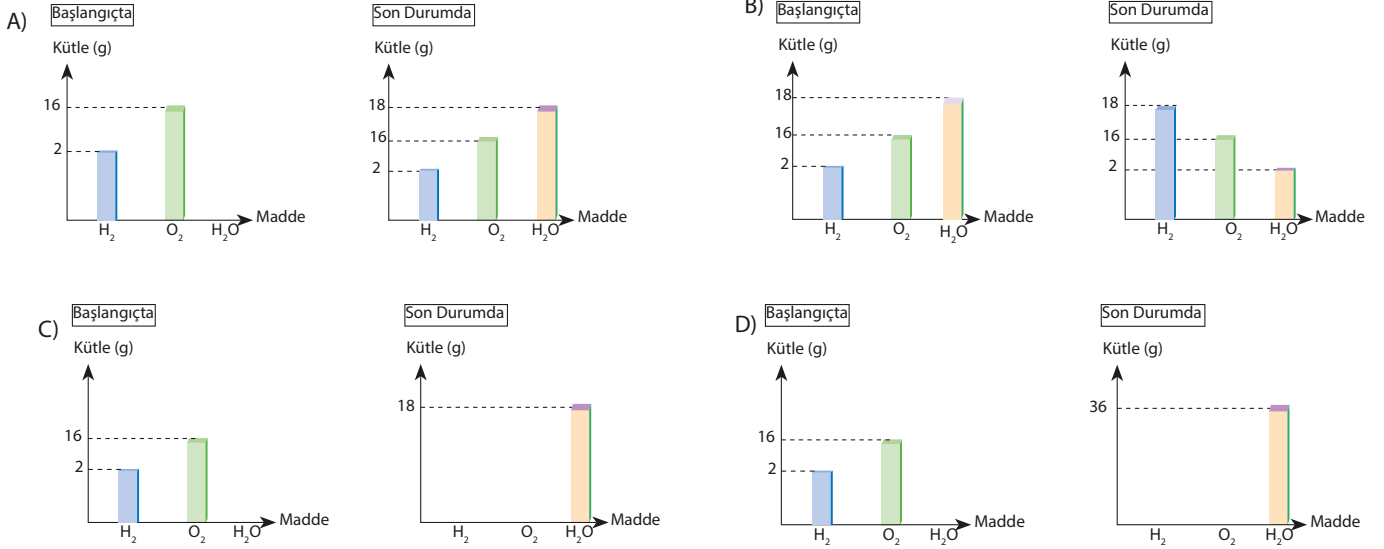 A)
Başlangıçta
Kütle (g)
16
2
H₂
O₂
H₂O
Madde
Son Durumda
Kütle (g)
18
16
2
H₂
O₂
H₂O
Madde
B)
Başlangıçta
Kütle (g)
18
16
2
H₂
O₂
H₂O
Madde
Son Durumda
Kütle (g)
18
16
2
H₂
O₂
H₂O
Madde
C)
Başlangıçta
Kütle (g)
16
2
H₂
O₂
H₂O
Madde
Son Durumda
Kütle (g)
18
H₂
O₂
H₂O
Madde
D)
Başlangıçta
Kütle (g)
16
2
H₂
O₂
H₂O
Madde
Son Durumda
Kütle (g)
36
H₂
O₂
H₂O
Madde